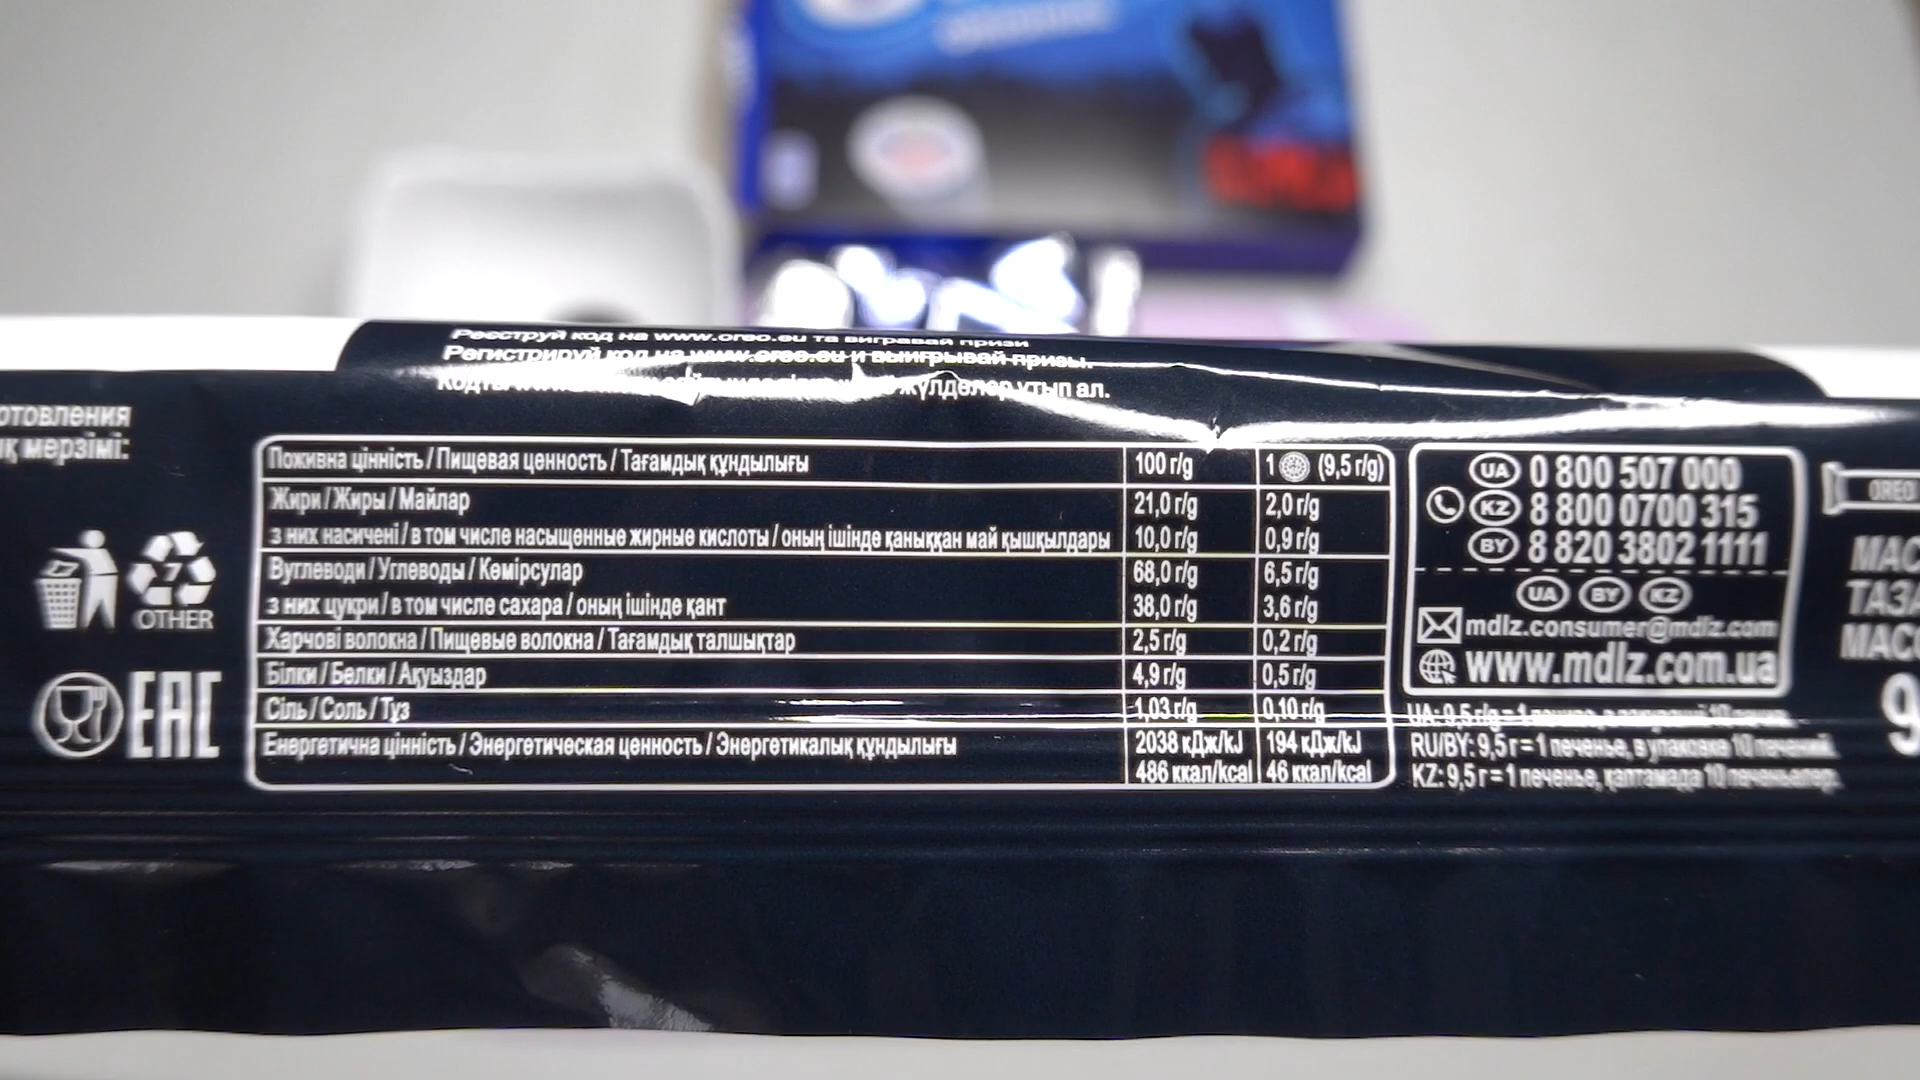 Реєструй код на www.oreo.eu та вигравай призи
Регистрируй код на www.oreo.eu и выигрывай призы.
жүлделер ұтып ал.
отовления
қ мерзімі:
7
OTHER
EAC
Поживна цінність / Пищевая ценность / Тағамдық құндылығы 100 г/g 1 (9,5 г/g)
Жири / Жиры / Майлар 21,0 г/g 2,0 г/g
з них насичені / в том числе насыщенные жирные кислоты / оның ішінде қаныққан май қышқылдары 10,0 г/g 0,9 г/g
Вуглеводи / Углеводы / Көмірсулар 68,0 г/g 6,5 г/g
з них цукри / в том числе сахара / оның ішінде қант 38,0 г/g 3,6 г/g
Харчові волокна / Пищевые волокна / Тағамдық талшықтар 2,5 г/g 0,2 г/g
Білки / Белки / Ақуыздар 4,9 г/g 0,5 г/g
Сіль / Соль / Тұз 1,03 г/g 0,10 г/g
Енергетична цінність / Энергетическая ценность / Энергетикалық құндылығы 2038 кДж/kJ 194 кДж/kJ
486 ккал/kcal 46 ккал/kcal
UA 0 800 507 000
KZ 8 800 0700 315
BY 8 820 3802 1111
UA BY KZ
mdlz.consumer@mdlz.com
www.mdlz.com.ua
UA: 9,5 г/g = 1
RU/BY: 9,5 г = 1 печенье, в упаковке 10 печений.
KZ: 9,5 г = 1 печенье, қаптамада 10 печеньелер.
OREO
МАС
ТАЗА
МАСС
9